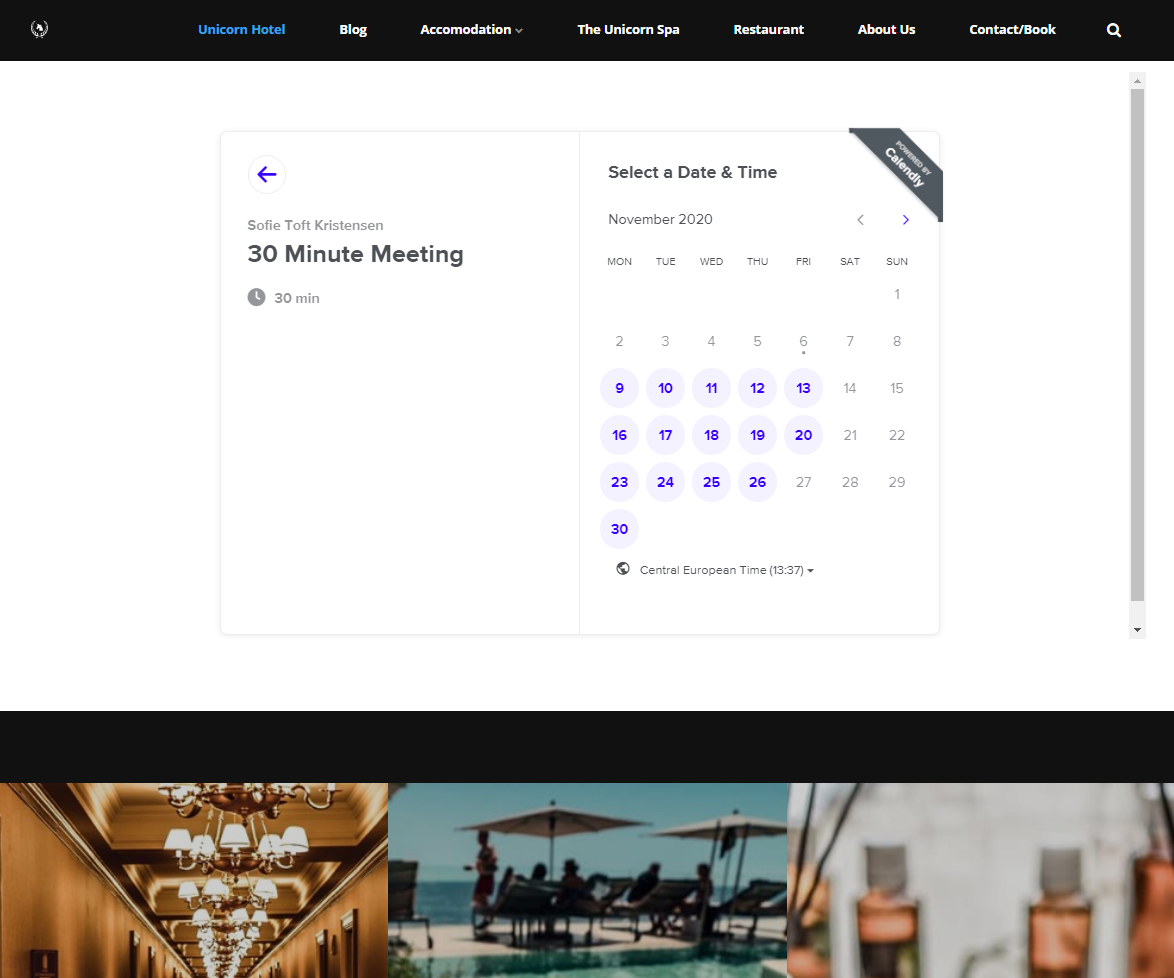 Unicorn Hotel Blog Accomodation The Unicorn Spa Restaurant About Us Contact/Book
POWERED BY
Calendly
Sofie Toft Kristensen
30 Minute Meeting
30 min
Select a Date & Time
November 2020
MON TUE WED THU FRI SAT SUN
1
2 3 4 5 6 7 8
9 10 11 12 13 14 15
16 17 18 19 20 21 22
23 24 25 26 27 28 29
30
Central European Time (13:37)